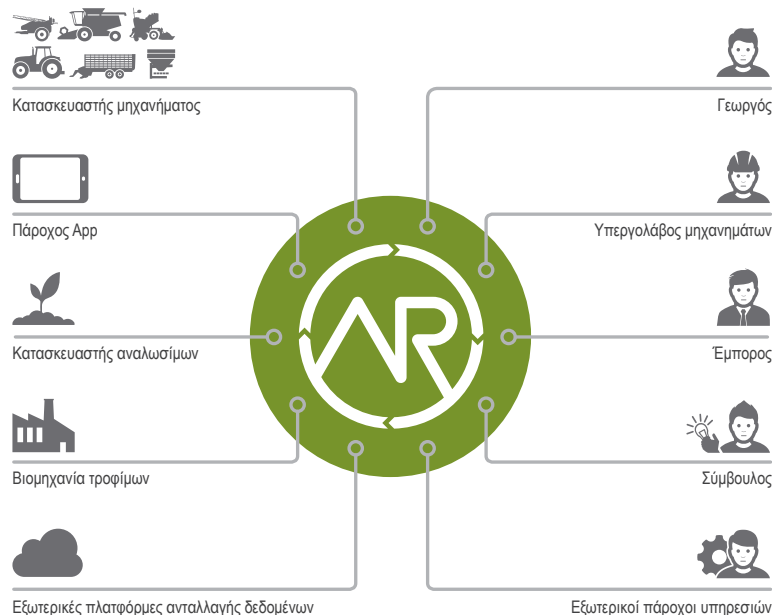 Κατασκευαστής μηχανήματος
Γεωργός
Πάροχος App
Υπεργολάβος μηχανημάτων
AR
Κατασκευαστής αναλωσίμων
Έμπορος
Βιομηχανία τροφίμων
Σύμβουλος
Εξωτερικές πλατφόρμες ανταλλαγής δεδομένων
Εξωτερικοί πάροχοι υπηρεσιών